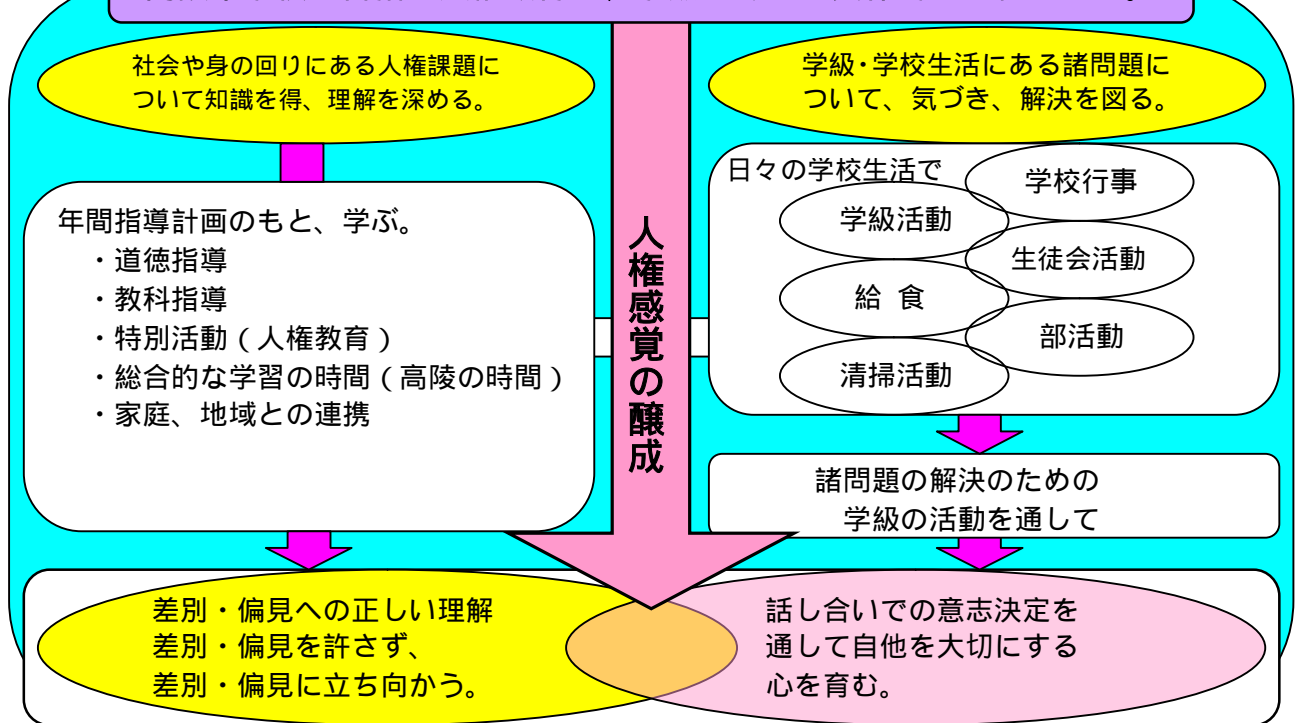 社会や身の回りにある人権課題に
ついて知識を得、理解を深める。
学級・学校生活にある諸問題に
ついて、気づき、解決を図る。
年間指導計画のもと、学ぶ。
・道徳指導
・教科指導
・特別活動（人権教育）
・総合的な学習の時間（高陵の時間）
・家庭、地域との連携
人権感覚の醸成
日々の学校生活で
学校行事
学級活動
生徒会活動
給 食
部活動
清掃活動
諸問題の解決のための
学級の活動を通して
差別・偏見への正しい理解
差別・偏見を許さず、
差別・偏見に立ち向かう。
話し合いでの意志決定を
通して自他を大切にする
心を育む。